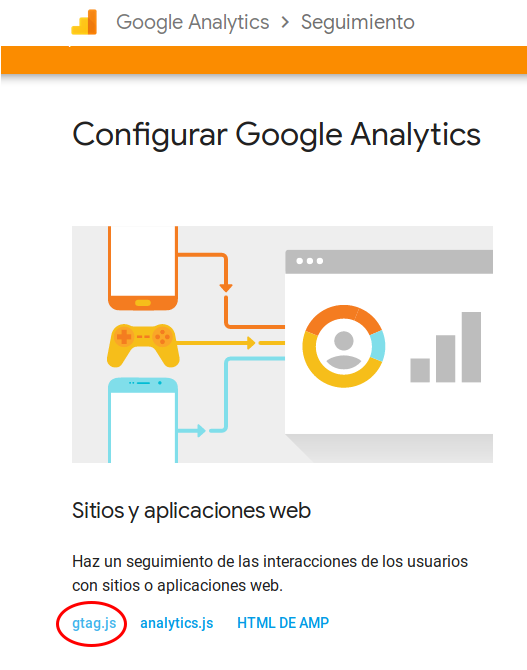 Google Analytics > Seguimiento
Configurar Google Analytics
Sitios y aplicaciones web
Haz un seguimiento de las interacciones de los usuarios
con sitios o aplicaciones web.
gtag.js analytics.js HTML DE AMP